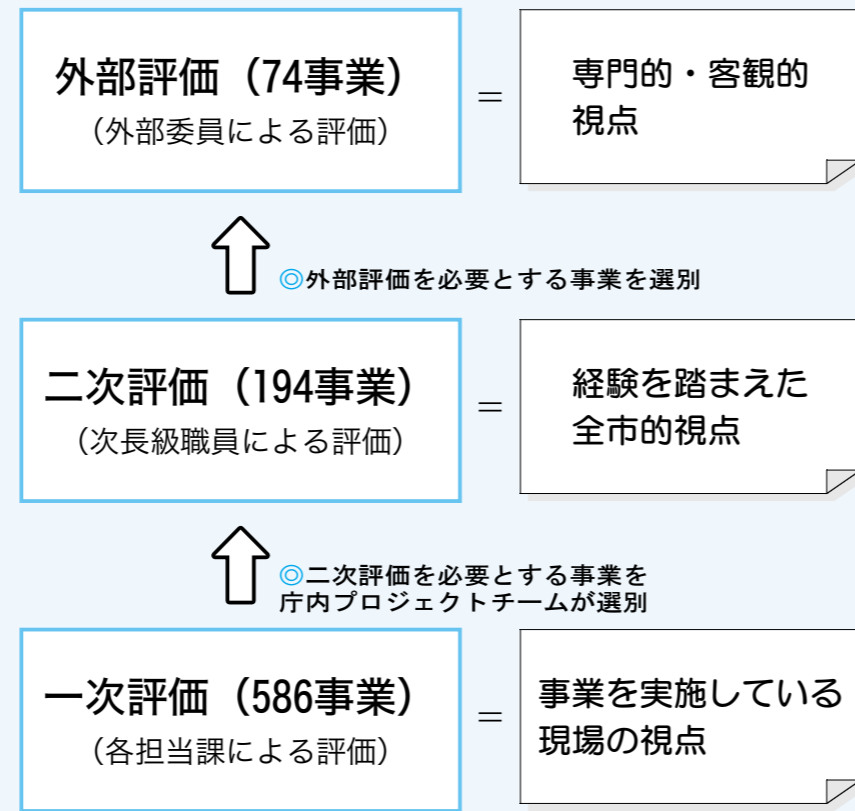 外部評価（74事業）
（外部委員による評価）
＝
専門的・客観的
視点
◎外部評価を必要とする事業を選別
二次評価（194事業）
（次長級職員による評価）
＝
経験を踏まえた
全市的視点
◎二次評価を必要とする事業を
庁内プロジェクトチームが選別
一次評価（586事業）
（各担当課による評価）
＝
事業を実施している
現場の視点